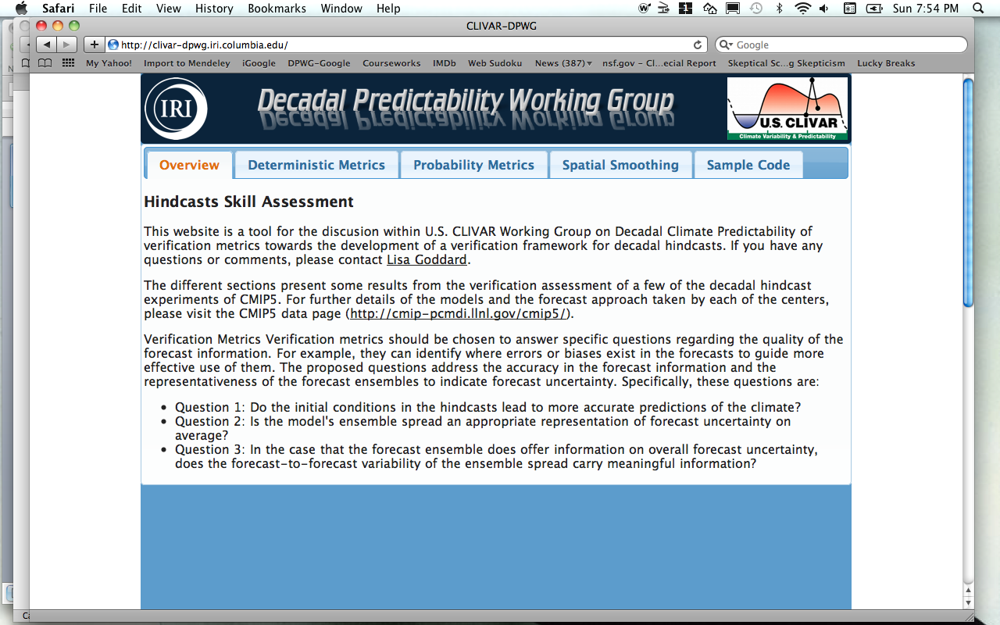 Safari File Edit View History Bookmarks Window Help
1
Sun 7:54 PM
CLIVAR-DPWG
http://clivar-dpwg.iri.columbia.edu/
Google
My Yahoo! Import to Mendeley iGoogle DPWG-Google Courseworks IMDb Web Sudoku News (387) nsf.gov - Cl...ecial Report Skeptical Sc...g Skepticism Lucky Breaks
IRI
Decadal Predictability Working Group
U.S. CLIVAR
Climate Variability & Predictability
Overview Deterministic Metrics Probability Metrics Spatial Smoothing Sample Code
Hindcasts Skill Assessment
This website is a tool for the discusion within U.S. CLIVAR Working Group on Decadal Climate Predictability of
verification metrics towards the development of a verification framework for decadal hindcasts. If you have any
questions or comments, please contact Lisa Goddard.
The different sections present some results from the verification assessment of a few of the decadal hindcast
experiments of CMIP5. For further details of the models and the forecast approach taken by each of the centers,
please visit the CMIP5 data page (http://cmip-pcmdi.llnl.gov/cmip5/).
Verification Metrics Verification metrics should be chosen to answer specific questions regarding the quality of the
forecast information. For example, they can identify where errors or biases exist in the forecasts to guide more
effective use of them. The proposed questions address the accuracy in the forecast information and the
representativeness of the forecast ensembles to indicate forecast uncertainty. Specifically, these questions are:
• Question 1: Do the initial conditions in the hindcasts lead to more accurate predictions of the climate?
• Question 2: Is the model's ensemble spread an appropriate representation of forecast uncertainty on
average?
• Question 3: In the case that the forecast ensemble does offer information on overall forecast uncertainty,
does the forecast-to-forecast variability of the ensemble spread carry meaningful information?